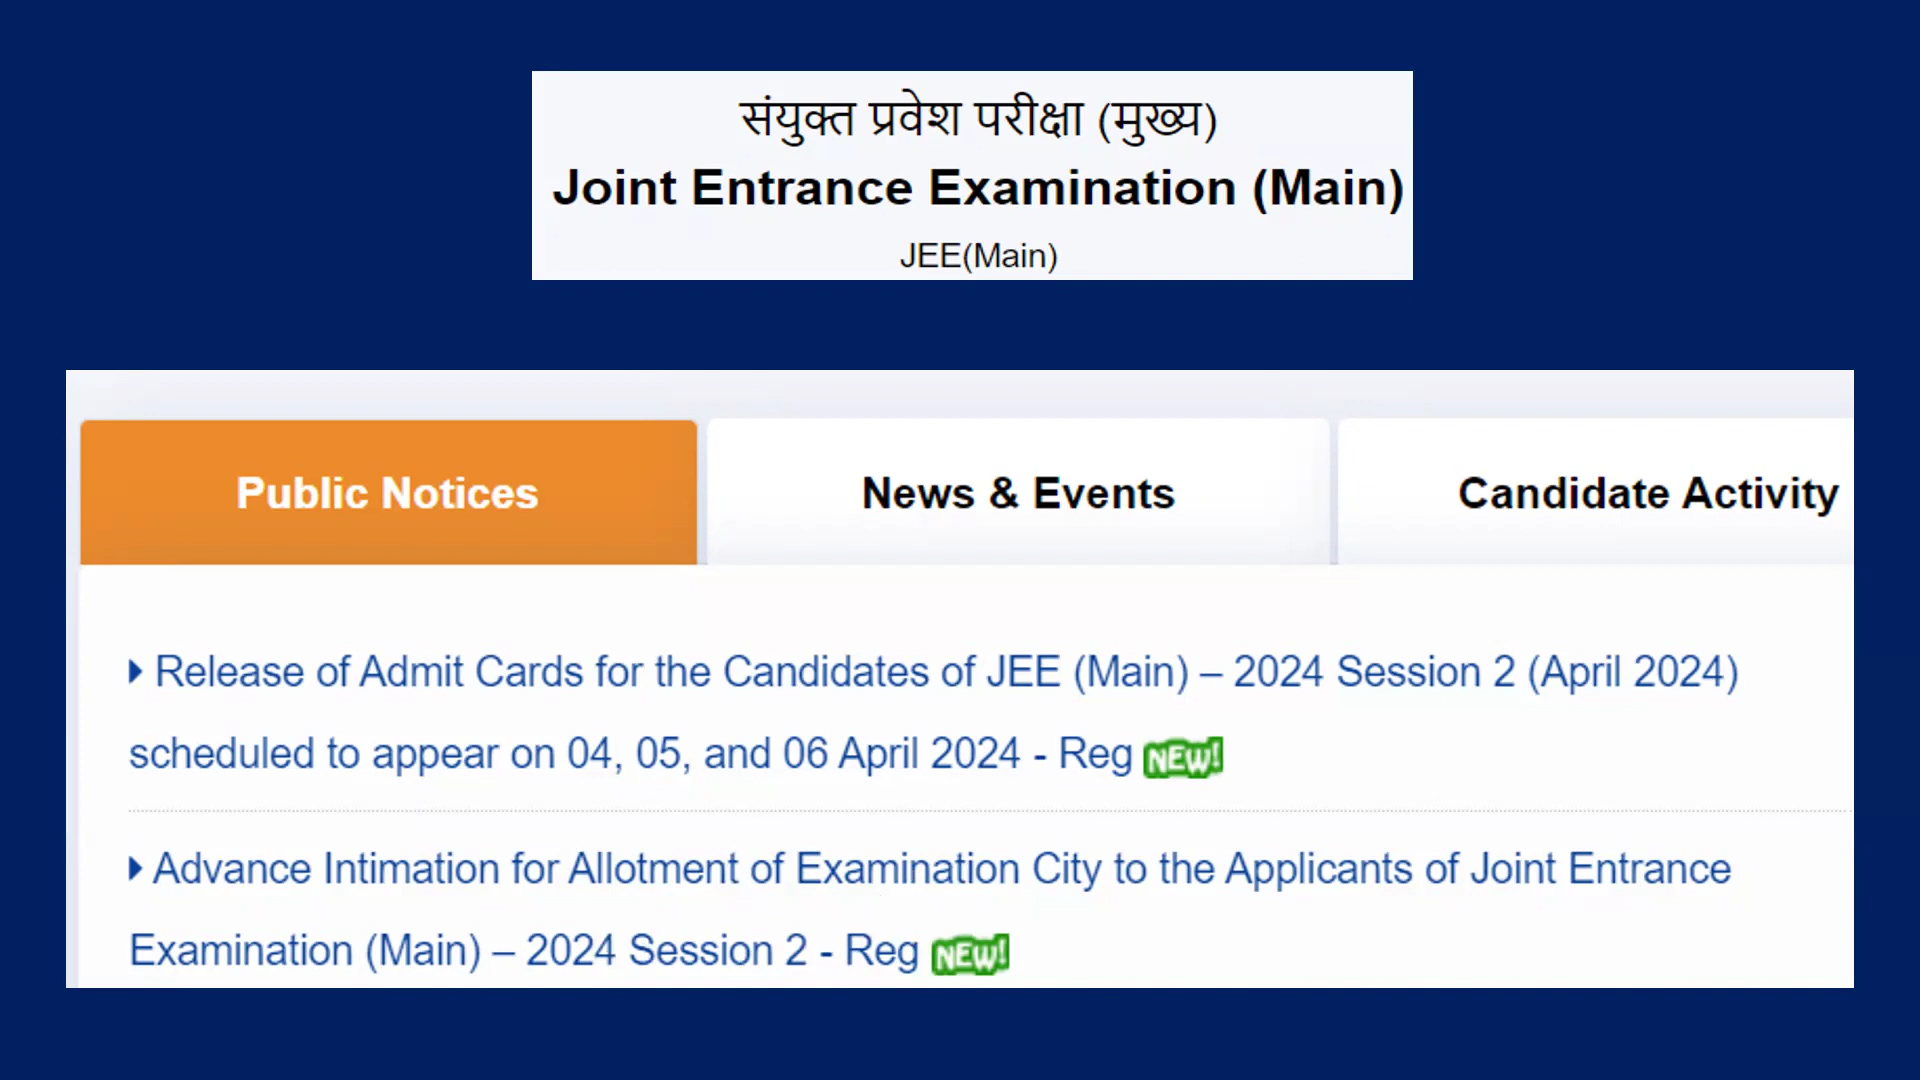 संयुक्त प्रवेश परीक्षा (मुख्य)
Joint Entrance Examination (Main)
JEE(Main)
Public Notices
News & Events
Candidate Activity
Release of Admit Cards for the Candidates of JEE (Main) – 2024 Session 2 (April 2024)
scheduled to appear on 04, 05, and 06 April 2024 - Reg NEW!
Advance Intimation for Allotment of Examination City to the Applicants of Joint Entrance
Examination (Main) – 2024 Session 2 - Reg NEW!